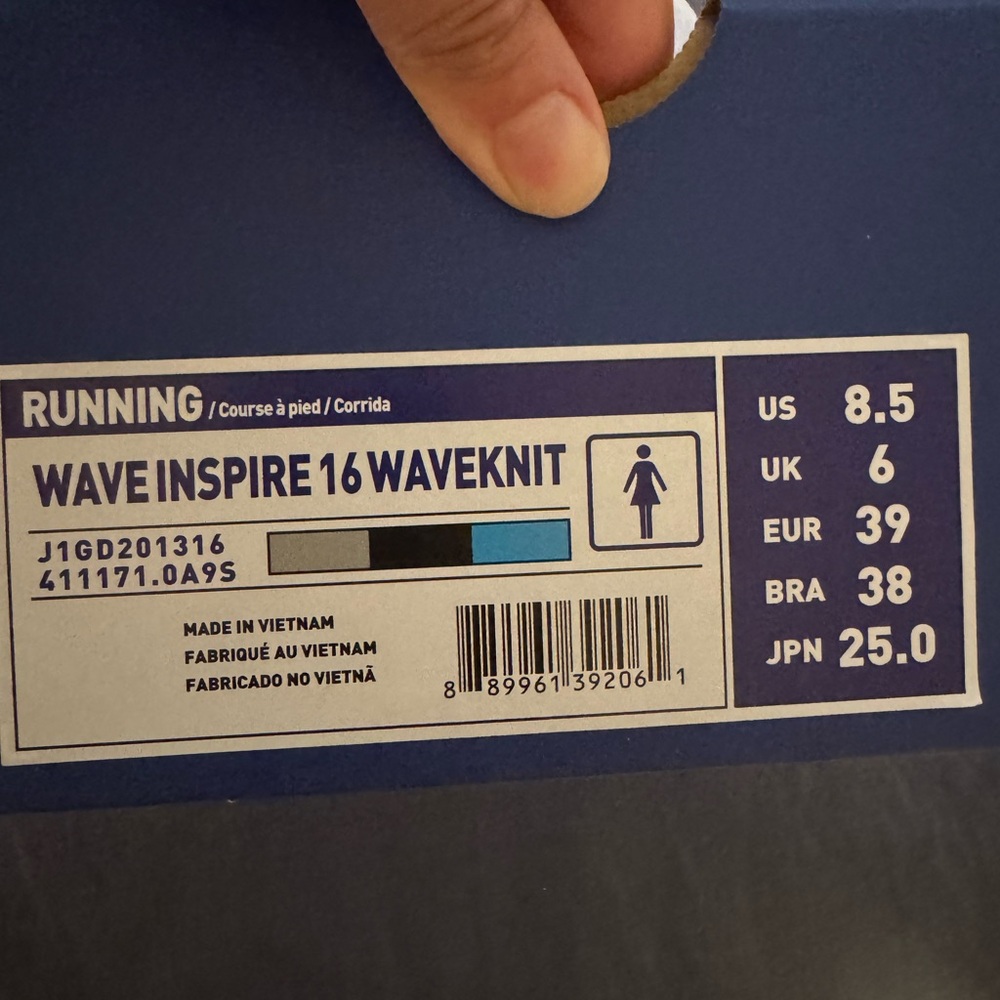 RUNNING / Course à pied / Corrida
WAVE INSPIRE 16 WAVEKNIT
J1GD201316
411171.0A9S
MADE IN VIETNAM
FABRIQUÉ AU VIETNAM
FABRICADO NO VIETNÃ
8 89961 39206 1
US 8.5
UK 6
EUR 39
BRA 38
JPN 25.0